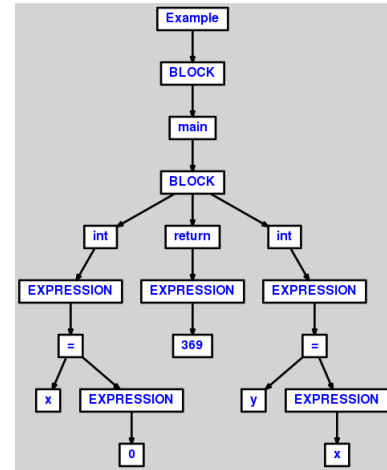 Example
BLOCK
main
BLOCK
int return int
EXPRESSION EXPRESSION EXPRESSION
= 369 =
x EXPRESSION y EXPRESSION
0 x